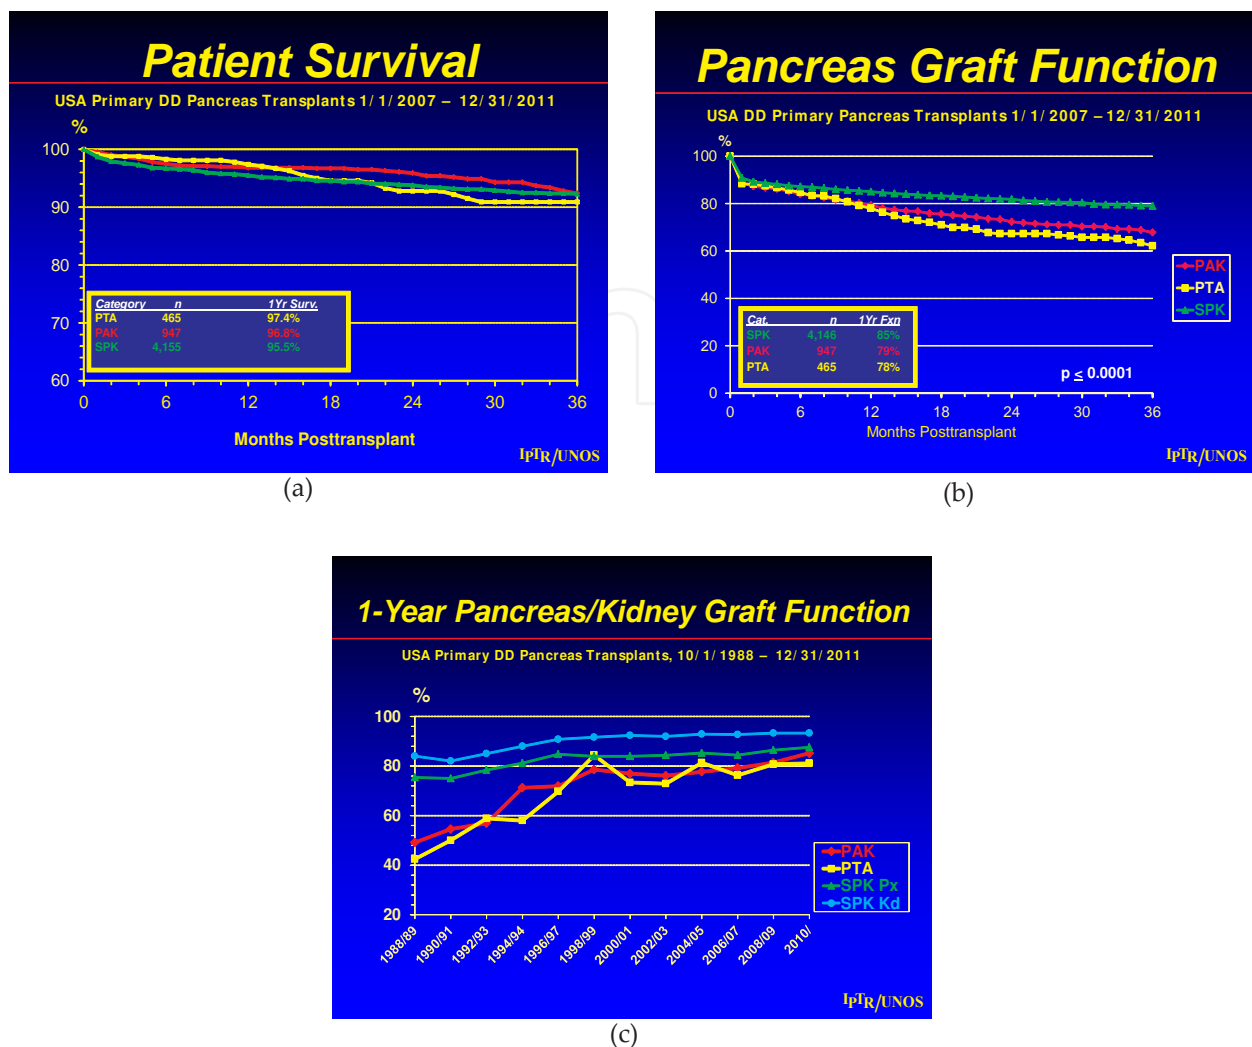 Patient Survival
USA Primary DD Pancreas Transplants 1/1/2007 – 12/31/2011
%
100
90
80
70
60
Category n 1Yr Surv.
PTA 465 97.4%
PAK 947 96.8%
SPK 4,155 95.5%
0 6 12 18 24 30 36
Months Posttransplant
IPTR/UNOS
(a)
Pancreas Graft Function
USA DD Primary Pancreas Transplants 1/1/2007 – 12/31/2011
%
100
80
60
40
20
0
PAK
PTA
SPK
Cat. n 1Yr Fxn
SPK 4,146 85%
PAK 947 79%
PTA 465 78%
p ≤ 0.0001
0 6 12 18 24 30 36
Months Posttransplant
IPTR/UNOS
(b)
1-Year Pancreas/Kidney Graft Function
USA Primary DD Pancreas Transplants, 10/1/1988 – 12/31/2011
%
100
80
60
40
20
PAK
PTA
SPK Px
SPK Kd
1988/89 1990/91 1992/93 1994/94 1996/97 1998/99 2000/01 2002/03 2004/05 2006/07 2008/09 2010/
IPTR/UNOS
(c)